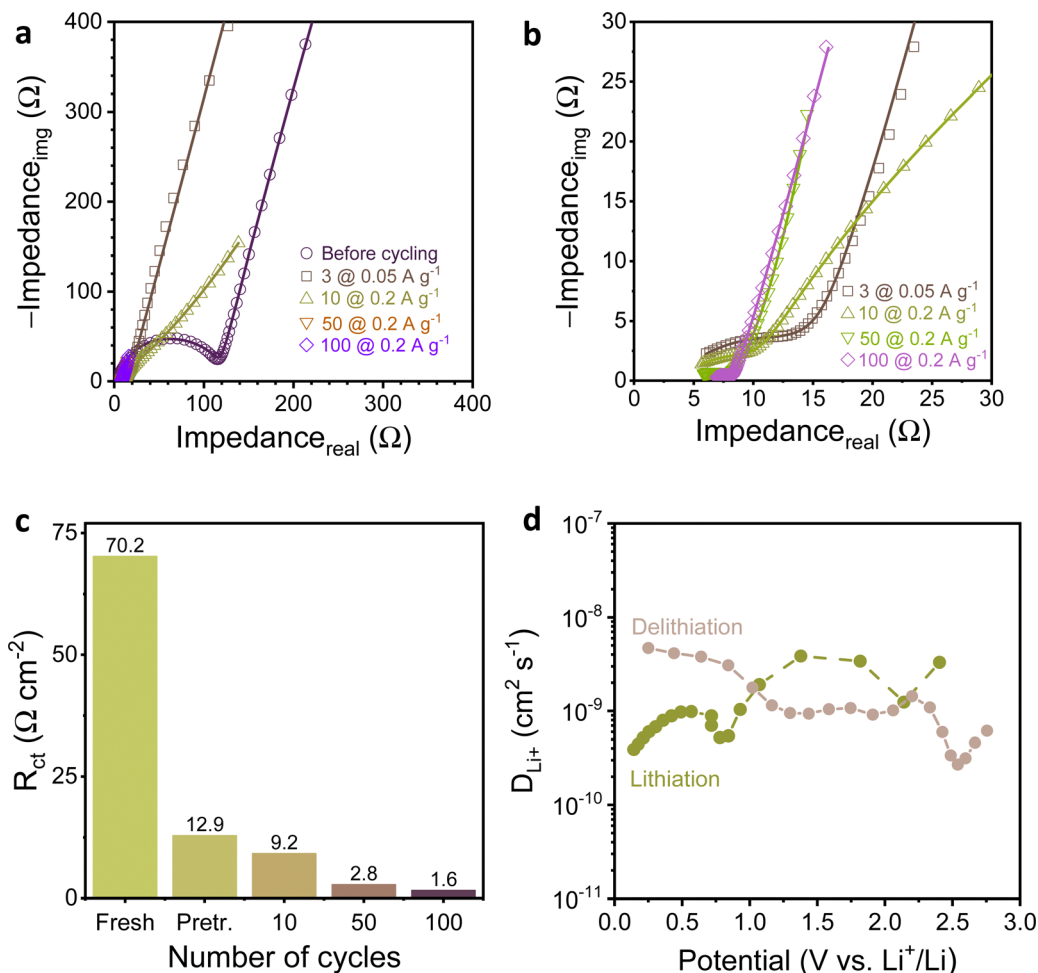 a
400
300
200
100
0
0
100
200
300
400
–Impedance_img (Ω)
Impedance_real (Ω)
Before cycling
3 @ 0.05 A g⁻¹
10 @ 0.2 A g⁻¹
50 @ 0.2 A g⁻¹
100 @ 0.2 A g⁻¹
b
30
25
20
15
10
5
0
0
5
10
15
20
25
30
–Impedance_img (Ω)
Impedance_real (Ω)
3 @ 0.05 A g⁻¹
10 @ 0.2 A g⁻¹
50 @ 0.2 A g⁻¹
100 @ 0.2 A g⁻¹
c
75
50
25
0
R_ct (Ω cm⁻²)
70.2
12.9
9.2
2.8
1.6
Fresh
Pretr.
10
50
100
Number of cycles
d
10⁻⁷
10⁻⁸
10⁻⁹
10⁻¹⁰
10⁻¹¹
D_Li+ (cm² s⁻¹)
Delithiation
Lithiation
0.0
0.5
1.0
1.5
2.0
2.5
3.0
Potential (V vs. Li⁺/Li)